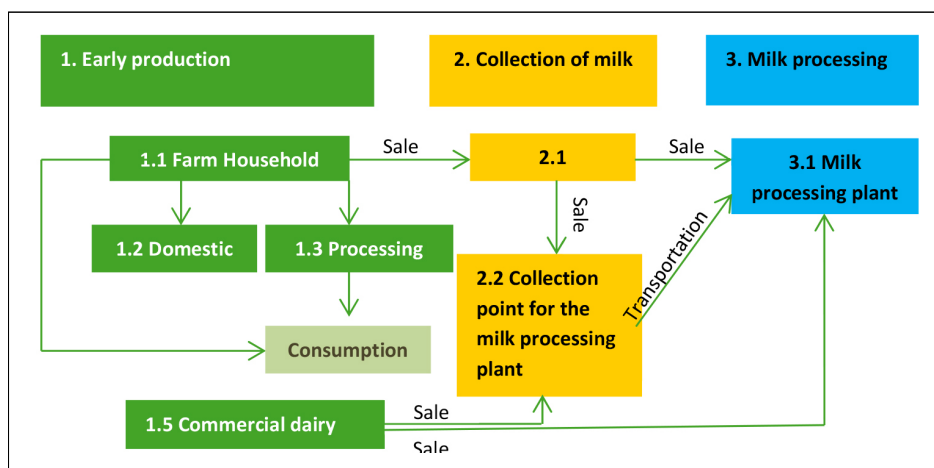 1. Early production
2. Collection of milk
3. Milk processing
1.1 Farm Household
Sale
2.1
Sale
3.1 Milk
processing plant
Sale
Transportation
1.2 Domestic
1.3 Processing
2.2 Collection
point for the
milk processing
plant
Consumption
1.5 Commercial dairy
Sale
Sale